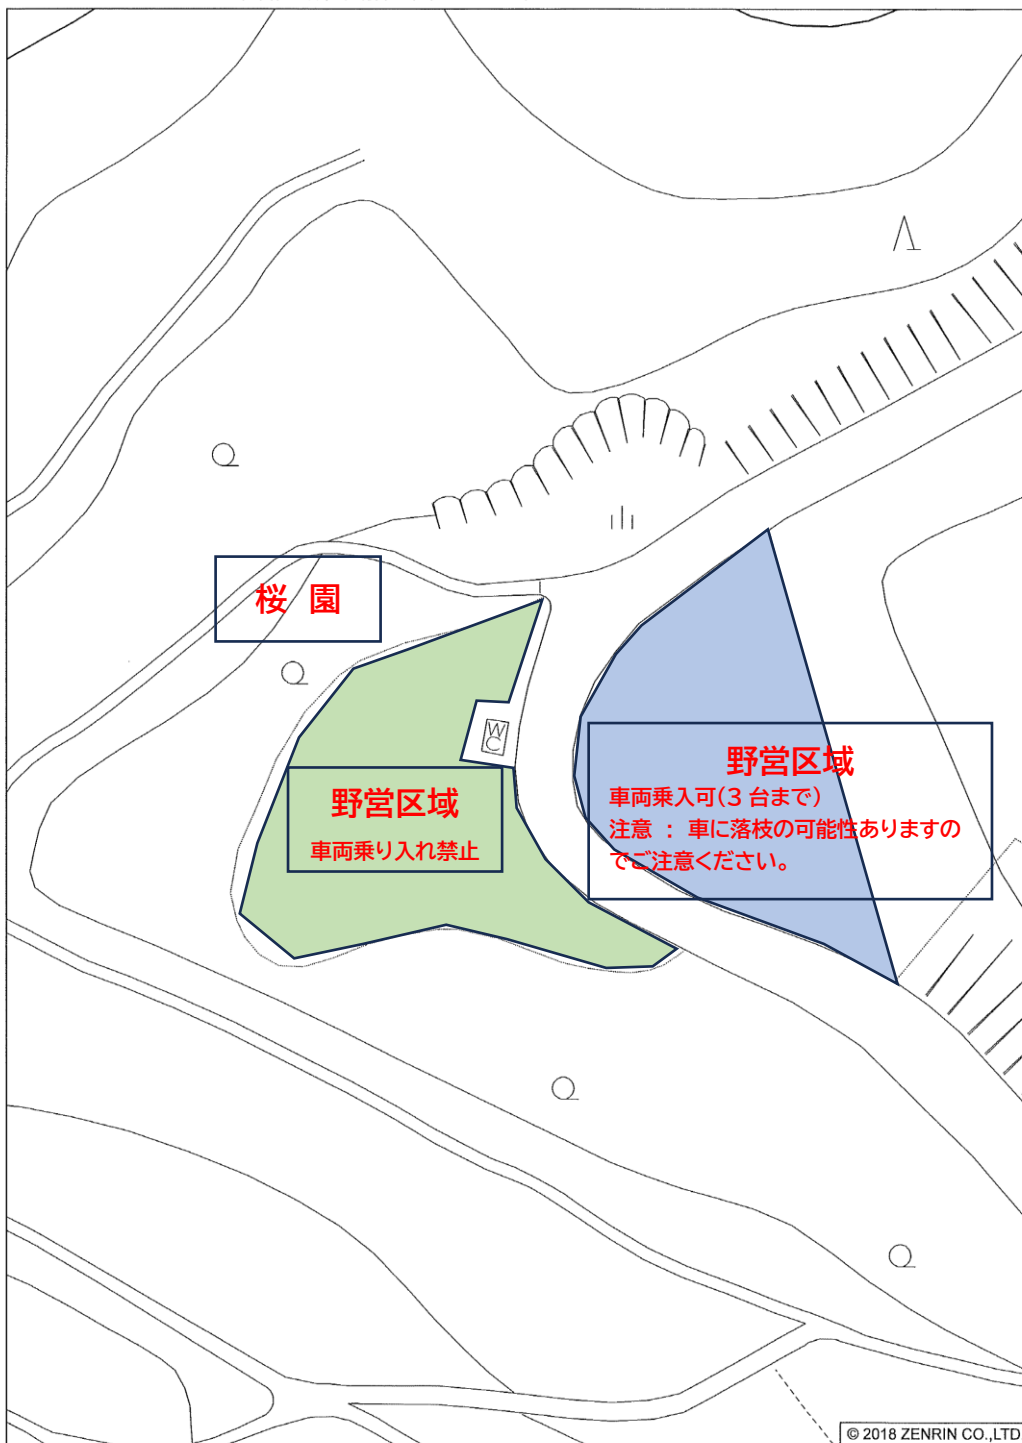 桜 園
WC
野営区域
車両乗り入れ禁止
野営区域
車両乗入可(3 台まで)
注意 : 車に落枝の可能性ありますの
でご注意ください。
© 2018 ZENRIN CO.,LTD